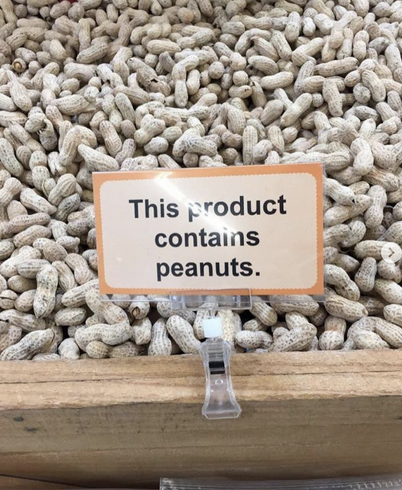 This product
contains
peanuts.